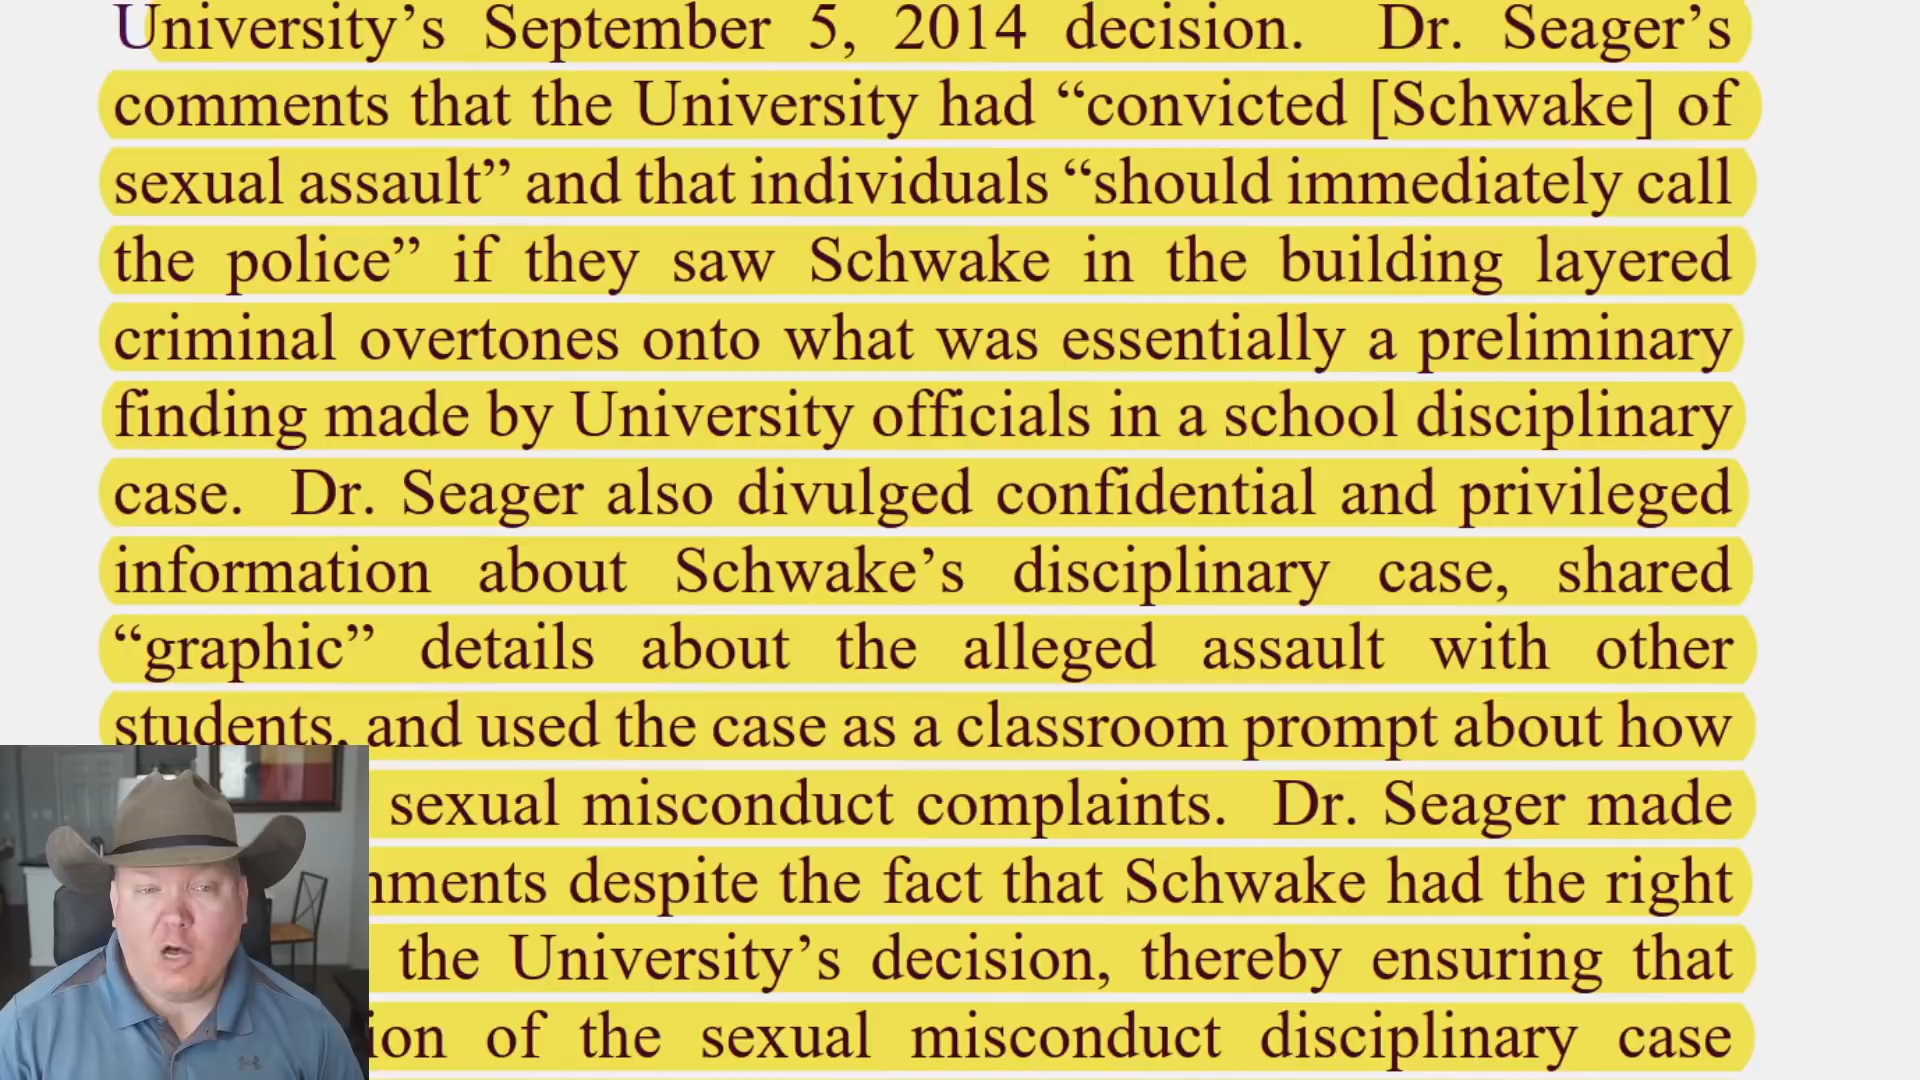 University’s September 5, 2014 decision. Dr. Seager’s
comments that the University had “convicted [Schwake] of
sexual assault” and that individuals “should immediately call
the police” if they saw Schwake in the building layered
criminal overtones onto what was essentially a preliminary
finding made by University officials in a school disciplinary
case. Dr. Seager also divulged confidential and privileged
information about Schwake’s disciplinary case, shared
“graphic” details about the alleged assault with other
students, and used the case as a classroom prompt about how
sexual misconduct complaints. Dr. Seager made
despite the fact that Schwake had the right
the University’s decision, thereby ensuring that
of the sexual misconduct disciplinary case